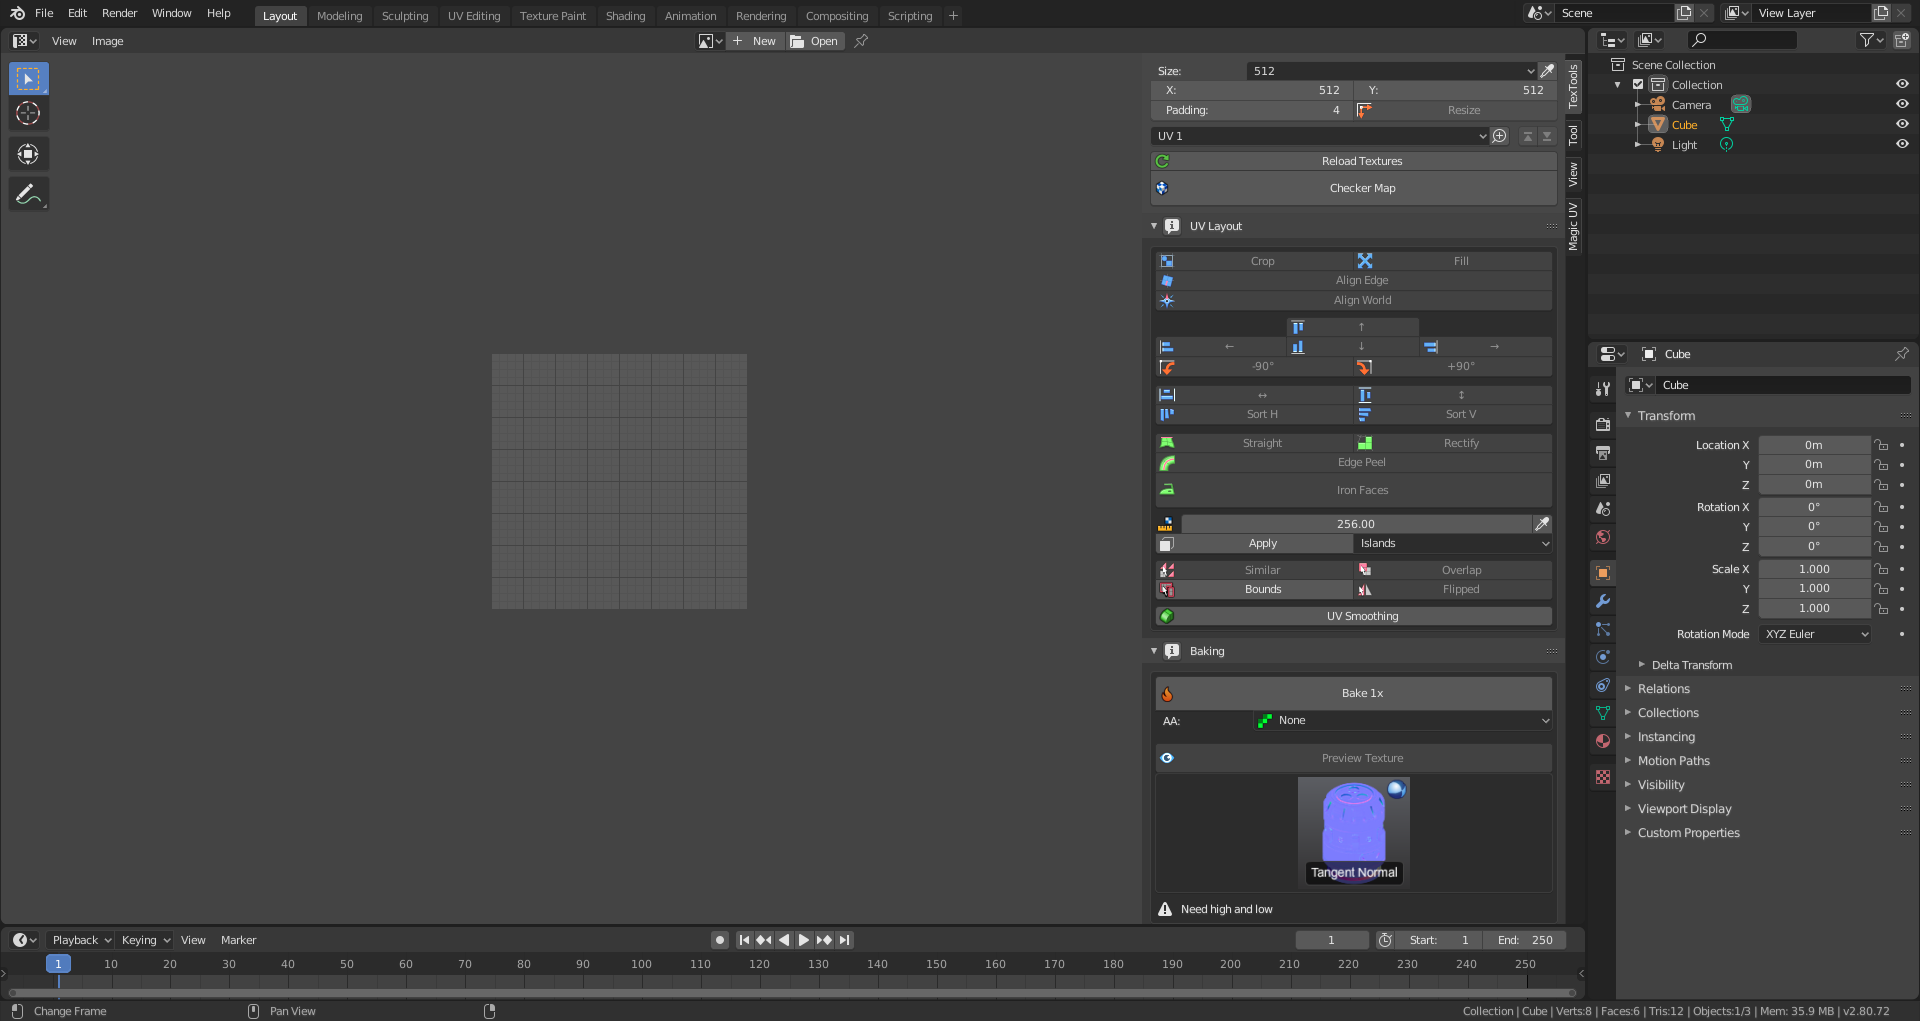 File Edit Render Window Help Layout Modeling Sculpting UV Editing Texture Paint Shading Animation Rendering Compositing Scripting + Scene View Layer
View Image New Open
Size: 512
X: 512 Y: 512
Padding: 4 Resize
UV 1
Reload Textures
Checker Map
UV Layout
Crop Fill
Align Edge
Align World
↑
← ↓ →
-90° +90°
↔ ↕
Sort H Sort V
Straight Rectify
Edge Peel
Iron Faces
256.00
Apply Islands
Similar Overlap
Bounds Flipped
UV Smoothing
Baking
Bake 1x
AA: None
Preview Texture
Tangent Normal
Need high and low
TexTools
Tool
View
Magic UV
Scene Collection
Collection
Camera
Cube
Light
Cube
Cube
Transform
Location X 0m
Y 0m
Z 0m
Rotation X 0°
Y 0°
Z 0°
Scale X 1.000
Y 1.000
Z 1.000
Rotation Mode XYZ Euler
Delta Transform
Relations
Collections
Instancing
Motion Paths
Visibility
Viewport Display
Custom Properties
Playback Keying View Marker 1 Start: 1 End: 250
1 10 20 30 40 50 60 70 80 90 100 110 120 130 140 150 160 170 180 190 200 210 220 230 240 250
Change Frame Pan View Collection | Cube | Verts:8 | Faces:6 | Tris:12 | Objects:1/3 | Mem: 35.9 MB | v2.80.72